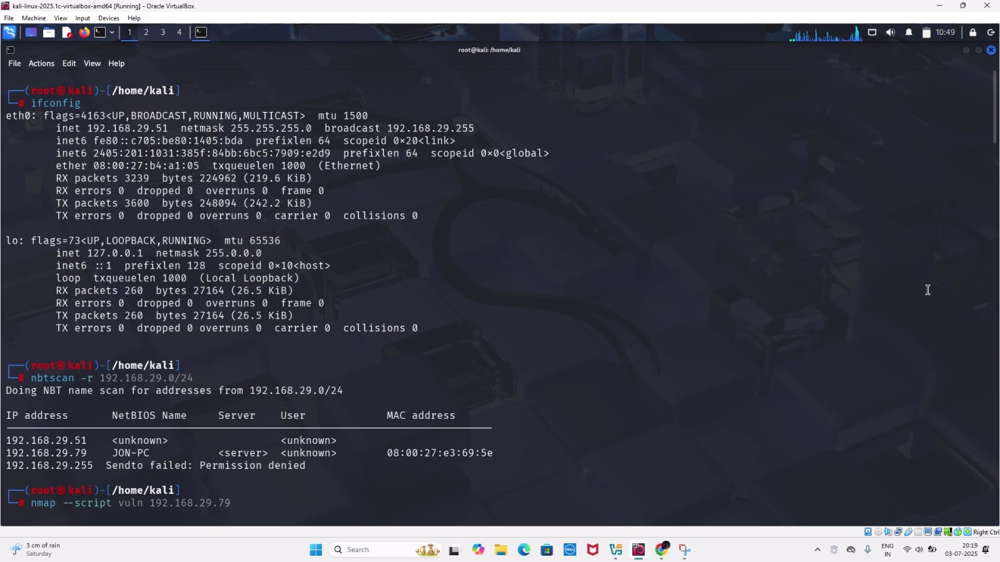 kali-linux-2025.1c-virtualbox-amd64 [Running] - Oracle VirtualBox
File Machine View Input Devices Help
1 2 3 4 10:49
root@kali: /home/kali
File Actions Edit View Help
(root㉿kali)-[/home/kali]
# ifconfig
eth0: flags=4163<UP,BROADCAST,RUNNING,MULTICAST> mtu 1500
inet 192.168.29.51 netmask 255.255.255.0 broadcast 192.168.29.255
inet6 fe80::c705:be80:1405:bda prefixlen 64 scopeid 0×20<link>
inet6 2405:201:1031:385f:84bb:6bc5:7909:e2d9 prefixlen 64 scopeid 0×0<global>
ether 08:00:27:b4:a1:05 txqueuelen 1000 (Ethernet)
RX packets 3239 bytes 224962 (219.6 KiB)
RX errors 0 dropped 0 overruns 0 frame 0
TX packets 3600 bytes 248094 (242.2 KiB)
TX errors 0 dropped 0 overruns 0 carrier 0 collisions 0
lo: flags=73<UP,LOOPBACK,RUNNING> mtu 65536
inet 127.0.0.1 netmask 255.0.0.0
inet6 ::1 prefixlen 128 scopeid 0×10<host>
loop txqueuelen 1000 (Local Loopback)
RX packets 260 bytes 27164 (26.5 KiB)
RX errors 0 dropped 0 overruns 0 frame 0
TX packets 260 bytes 27164 (26.5 KiB)
TX errors 0 dropped 0 overruns 0 carrier 0 collisions 0
(root㉿kali)-[/home/kali]
# nbtscan -r 192.168.29.0/24
Doing NBT name scan for addresses from 192.168.29.0/24
IP address NetBIOS Name Server User MAC address
192.168.29.51 <unknown> <unknown>
192.168.29.79 JON-PC <server> <unknown> 08:00:27:e3:69:5e
192.168.29.255 Sendto failed: Permission denied
(root㉿kali)-[/home/kali]
# nmap --script vuln 192.168.29.79
Right Ctrl
3 cm of rain
Saturday
Search
ENG
IN
20:19
03-07-2025